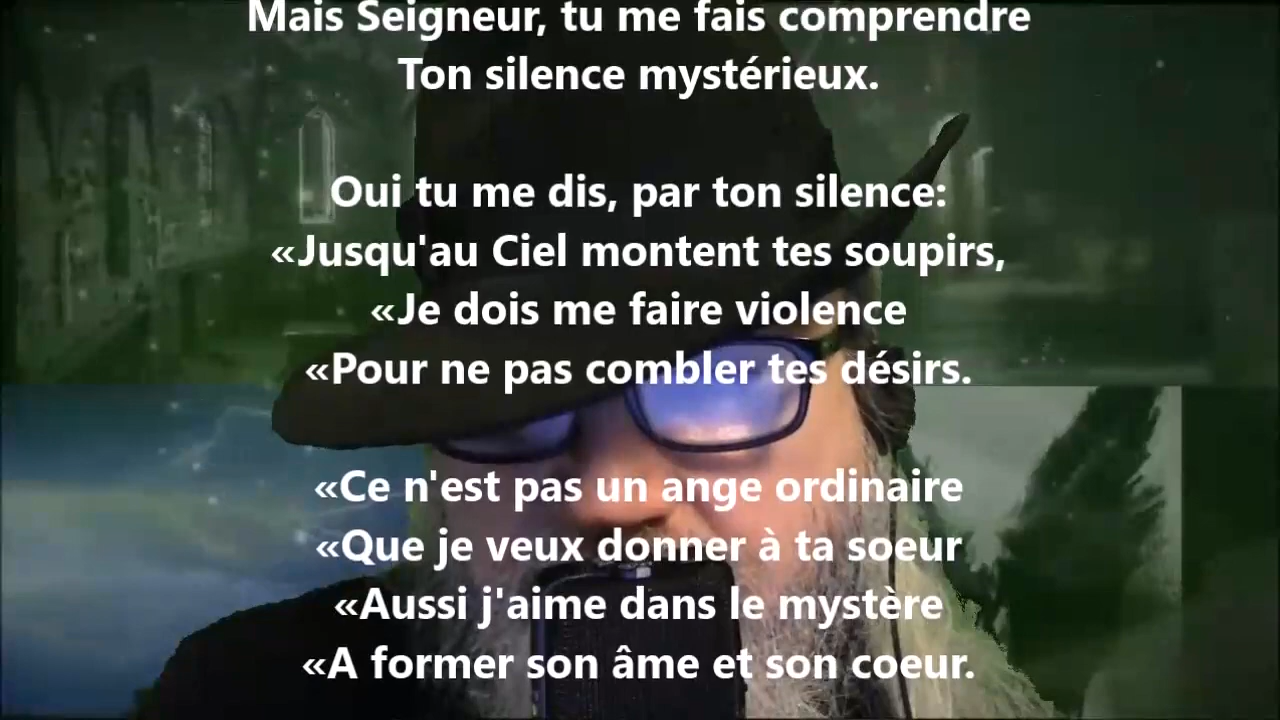 Mais Seigneur, tu me fais comprendre
Ton silence mystérieux.
Oui tu me dis, par ton silence:
«Jusqu'au Ciel montent tes soupirs,
«Je dois me faire violence
«Pour ne pas combler tes désirs.
«Ce n'est pas un ange ordinaire
«Que je veux donner à ta soeur
«Aussi j'aime dans le mystère
«A former son âme et son coeur.